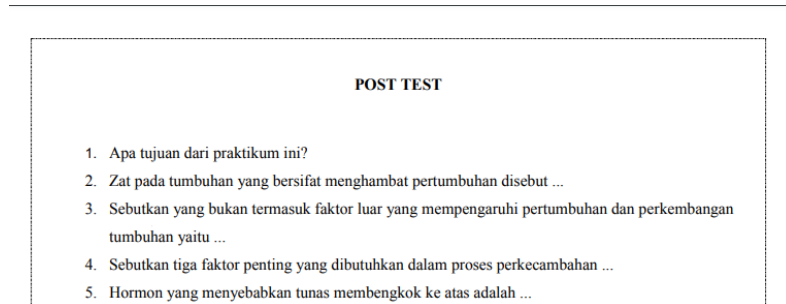 POST TEST
1. Apa tujuan dari praktikum ini?
2. Zat pada tumbuhan yang bersifat menghambat pertumbuhan disebut ...
3. Sebutkan yang bukan termasuk faktor luar yang mempengaruhi pertumbuhan dan perkembangan
tumbuhan yaitu ...
4. Sebutkan tiga faktor penting yang dibutuhkan dalam proses perkecambahan ...
5. Hormon yang menyebabkan tunas membengkok ke atas adalah ...